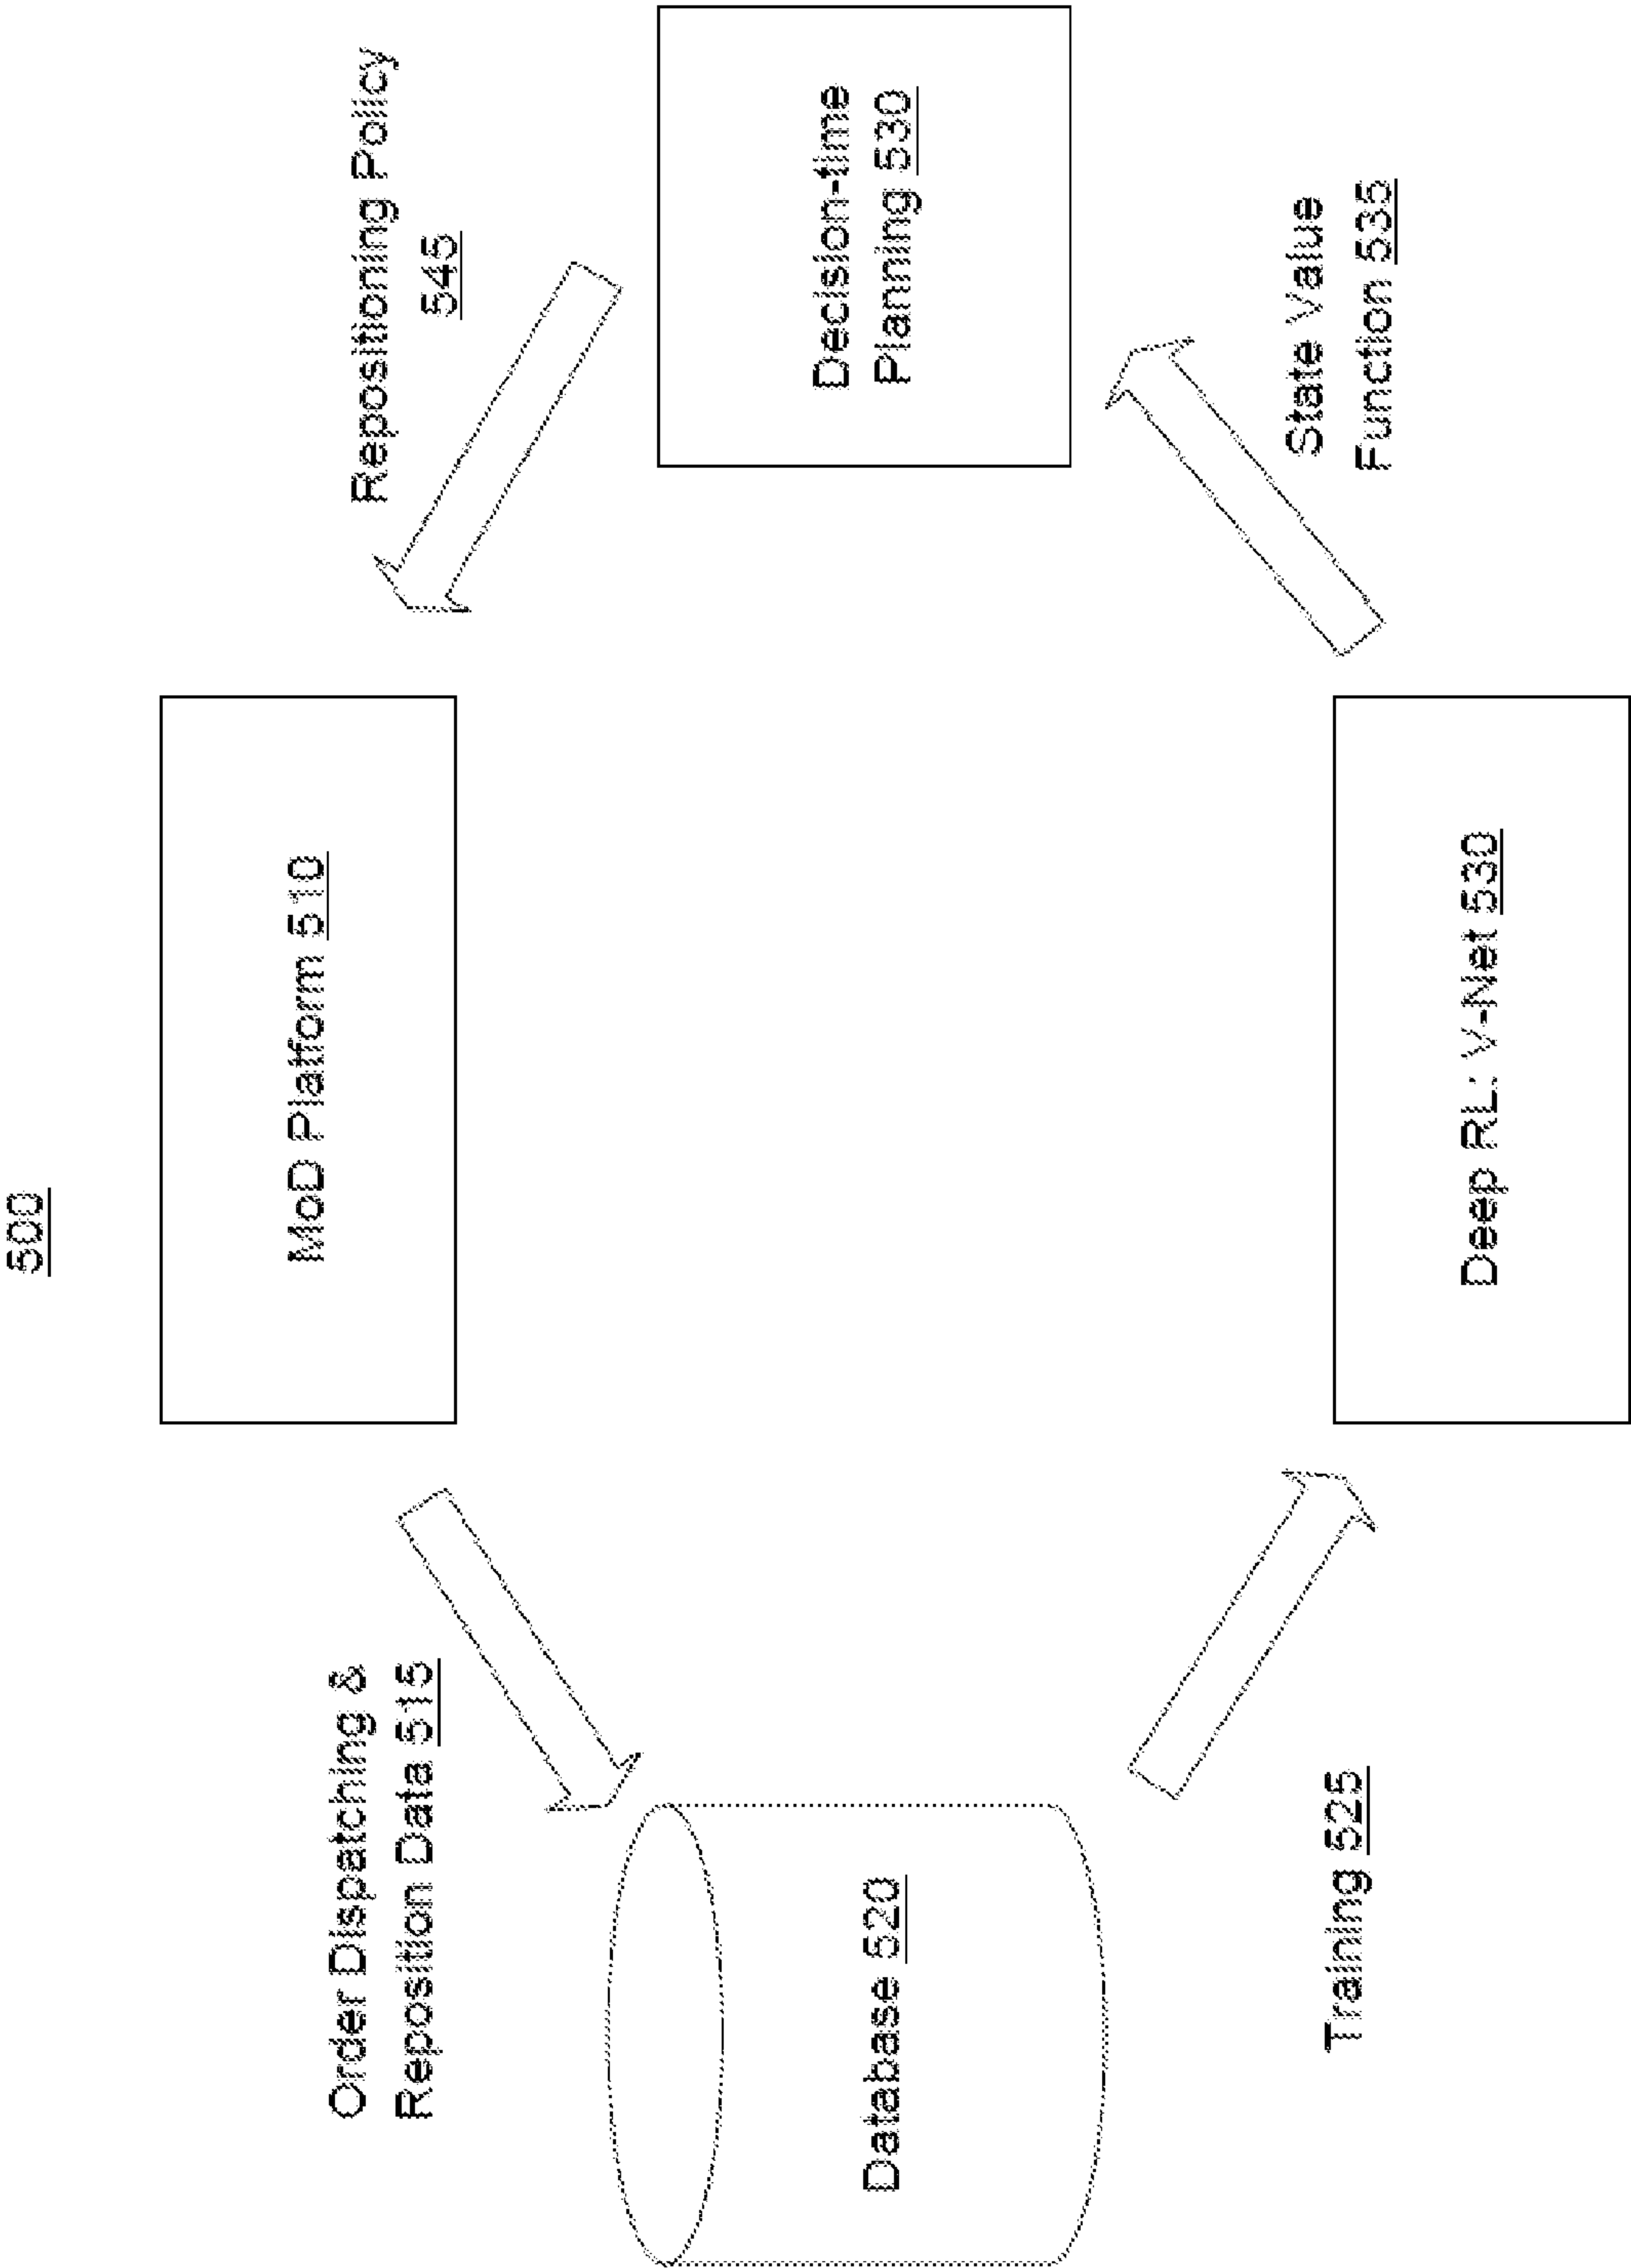 500
MoD Platform 510
Order Dispatching &
Reposition Data 515
Repositioning Policy
545
Database 520
Decision-time
Planning 530
Training 525
State Value
Function 535
Deep RL: V-Net 530